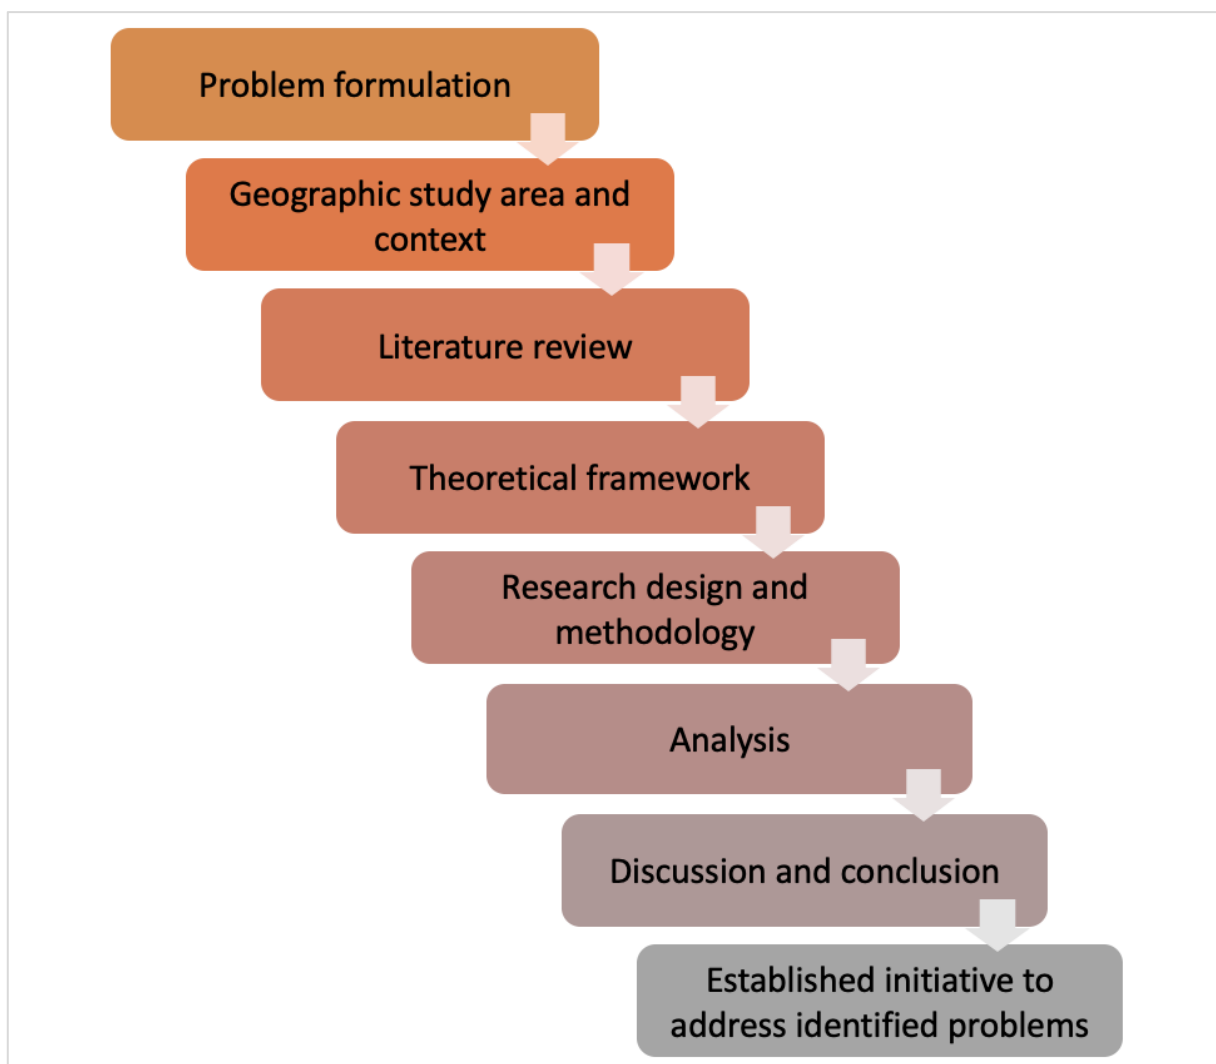 Problem formulation
Geographic study area and
context
Literature review
Theoretical framework
Research design and
methodology
Analysis
Discussion and conclusion
Established initiative to
address identified problems